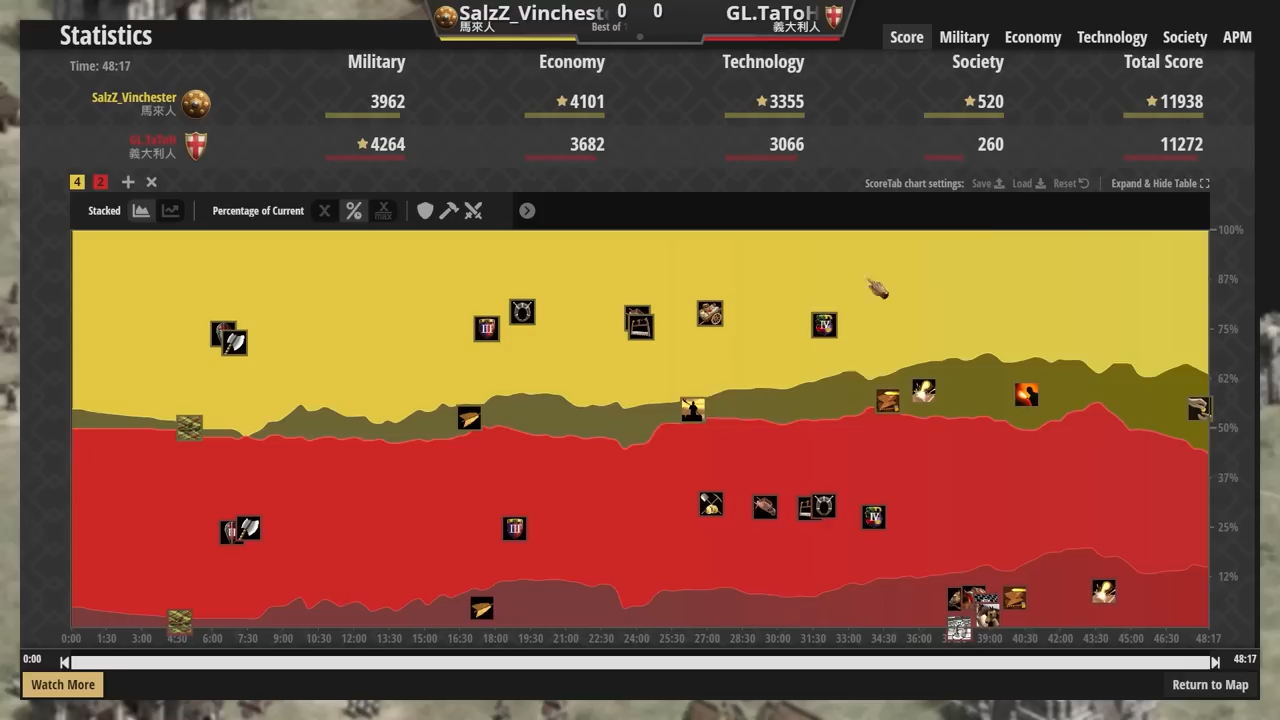 SalzZ_Vinchest
馬來人
0 0
Best of
GL.TaToH
義大利人
Statistics
Score Military Economy Technology Society APM
Time: 48:17
Military Economy Technology Society Total Score
SalzZ_Vinchester
馬來人
3962 4101 3355 520 11938
GL.TaToH
義大利人
4264 3682 3066 260 11272
4 2
ScoreTab chart settings: Save Load Reset Expand & Hide Table
Stacked Percentage of Current X % X max
100%
87%
75%
62%
50%
37%
25%
12%
III IV
III IV
0:00 1:30 3:00 4:30 6:00 7:30 9:00 10:30 12:00 13:30 15:00 16:30 18:00 19:30 21:00 22:30 24:00 25:30 27:00 28:30 30:00 31:30 33:00 34:30 36:00 39:00 40:30 42:00 43:30 45:00 46:30 48:17
0:00 48:17
Watch More
Return to Map